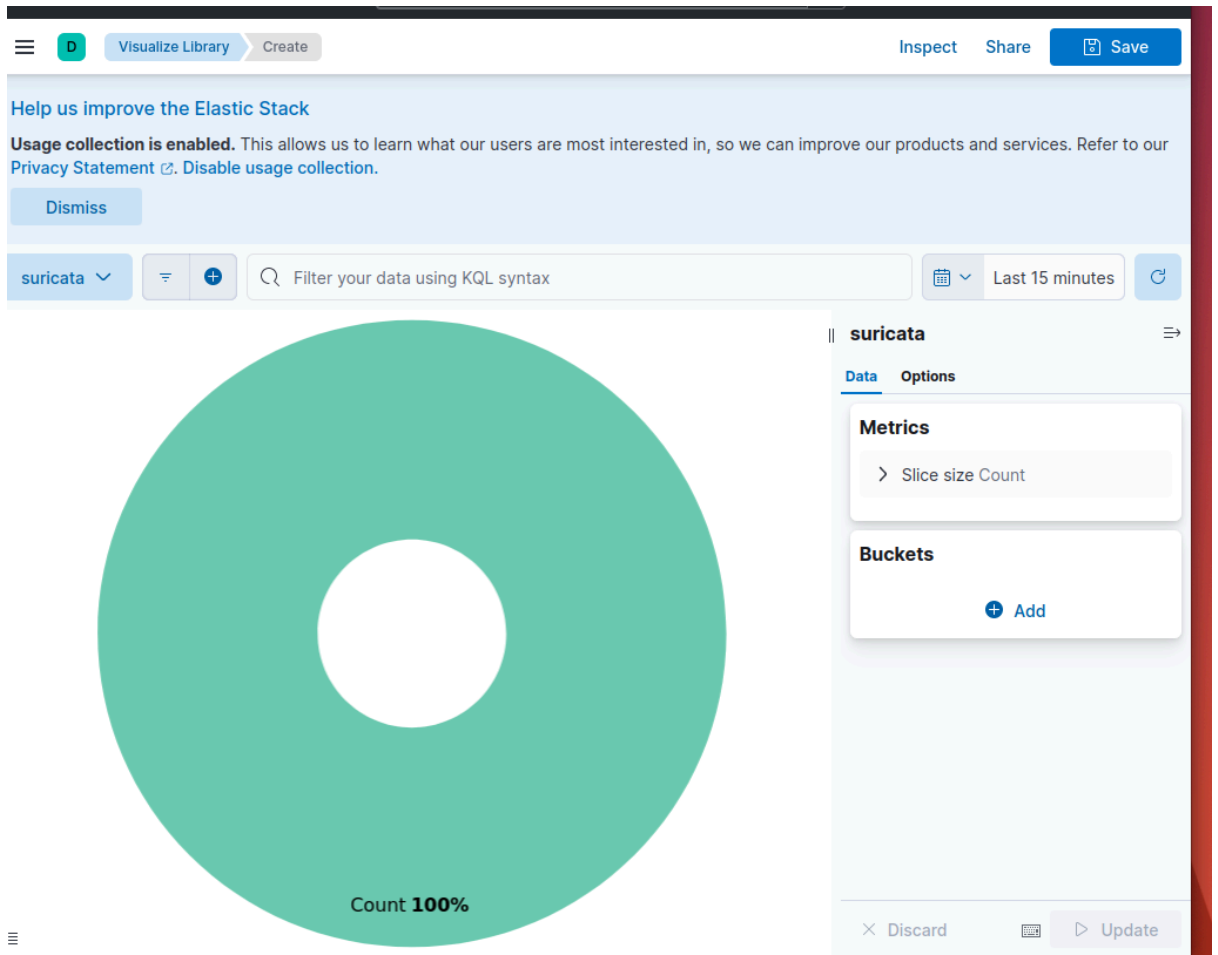 D Visualize Library Create Inspect Share Save
Help us improve the Elastic Stack
Usage collection is enabled. This allows us to learn what our users are most interested in, so we can improve our products and services. Refer to our
Privacy Statement. Disable usage collection.
Dismiss
suricata Filter your data using KQL syntax Last 15 minutes
suricata
Data Options
Metrics
Slice size Count
Buckets
Add
Count 100%
Discard Update